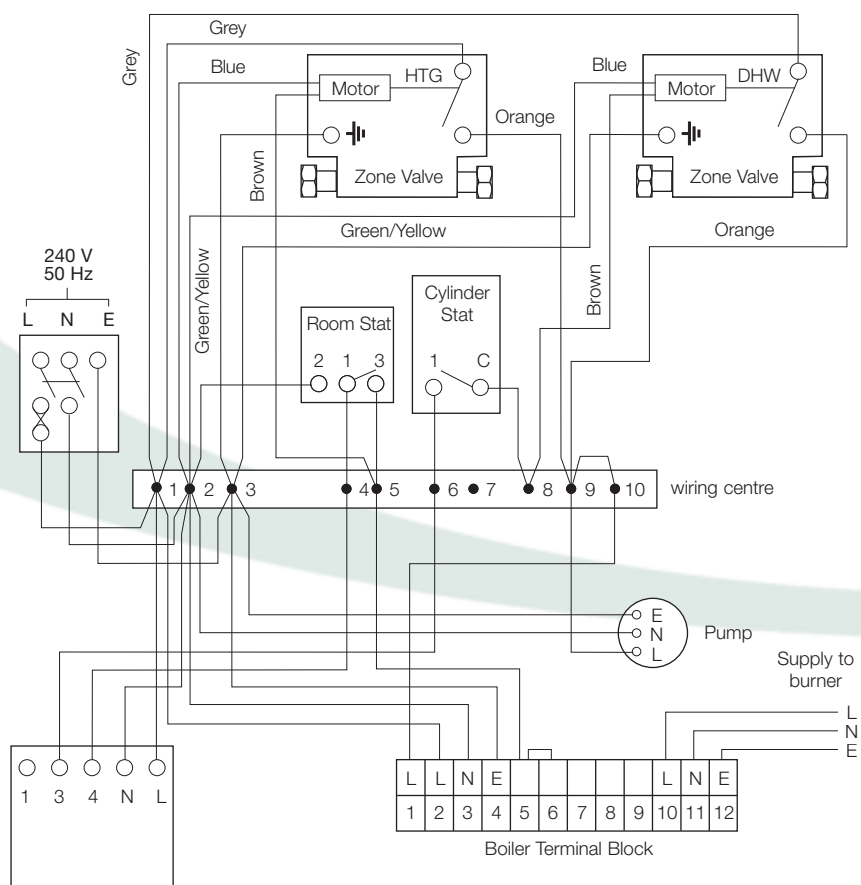 Grey
Grey
Blue
HTG
Motor
Orange
Zone Valve
Brown
Blue
DHW
Motor
Zone Valve
Orange
Green/Yellow
Green/Yellow
Brown
240 V
50 Hz
L N E
Room Stat
2 1 3
Cylinder
Stat
1 C
1 2 3 4 5 6 7 8 9 10
wiring centre
E
N
L
Pump
Supply to
burner
L
N
E
1 3 4 N L
L L N E L N E
1 2 3 4 5 6 7 8 9 10 11 12
Boiler Terminal Block